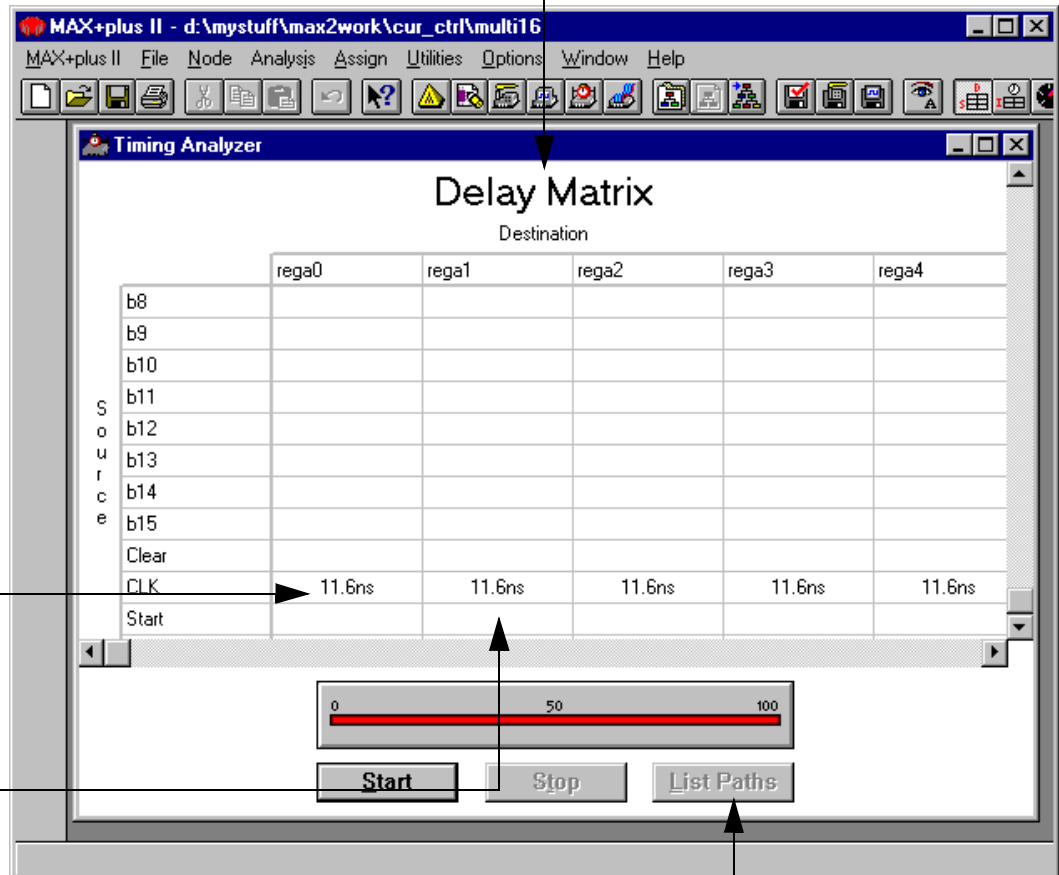 MAX+plus II - d:\mystuff\max2work\cur_ctrl\multi16
MAX+plus II File Node Analysis Assign Utilities Options Window Help
Timing Analyzer
Delay Matrix
Destination
rega0 rega1 rega2 rega3 rega4
Source
b8
b9
b10
b11
b12
b13
b14
b15
Clear
CLK 11.6ns 11.6ns 11.6ns 11.6ns 11.6ns
Start
0 50 100
Start Stop List Paths